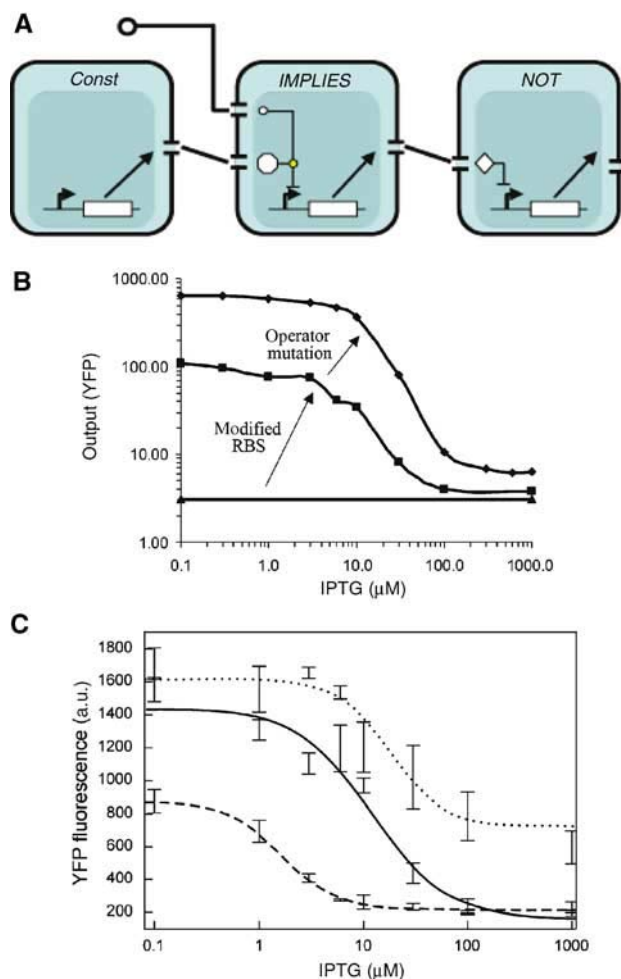 A
Const
IMPLIES
NOT
B
1000.00
100.00
10.00
1.00
Output (YFP)
Operator
mutation
Modified
RBS
0.1
1.0
10.0
100.0
1000.0
IPTG (μM)
C
1800
1600
1400
1200
1000
800
600
400
200
YFP fluorescence (a.u.)
0.1
1
10
100
1000
IPTG (μM)